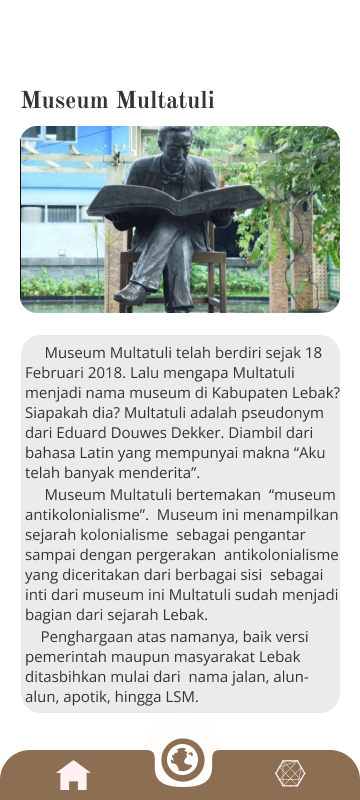 Museum Multatuli
Museum Multatuli telah berdiri sejak 18
Februari 2018. Lalu mengapa Multatuli
menjadi nama museum di Kabupaten Lebak?
Siapakah dia? Multatuli adalah pseudonym
dari Eduard Douwes Dekker. Diambil dari
bahasa Latin yang mempunyai makna “Aku
telah banyak menderita”.
Museum Multatuli bertemakan “museum
antikolonialisme”. Museum ini menampilkan
sejarah kolonialisme sebagai pengantar
sampai dengan pergerakan antikolonialisme
yang diceritakan dari berbagai sisi sebagai
inti dari museum ini Multatuli sudah menjadi
bagian dari sejarah Lebak.
Penghargaan atas namanya, baik versi
pemerintah maupun masyarakat Lebak
ditasbihkan mulai dari nama jalan, alun-
alun, apotik, hingga LSM.